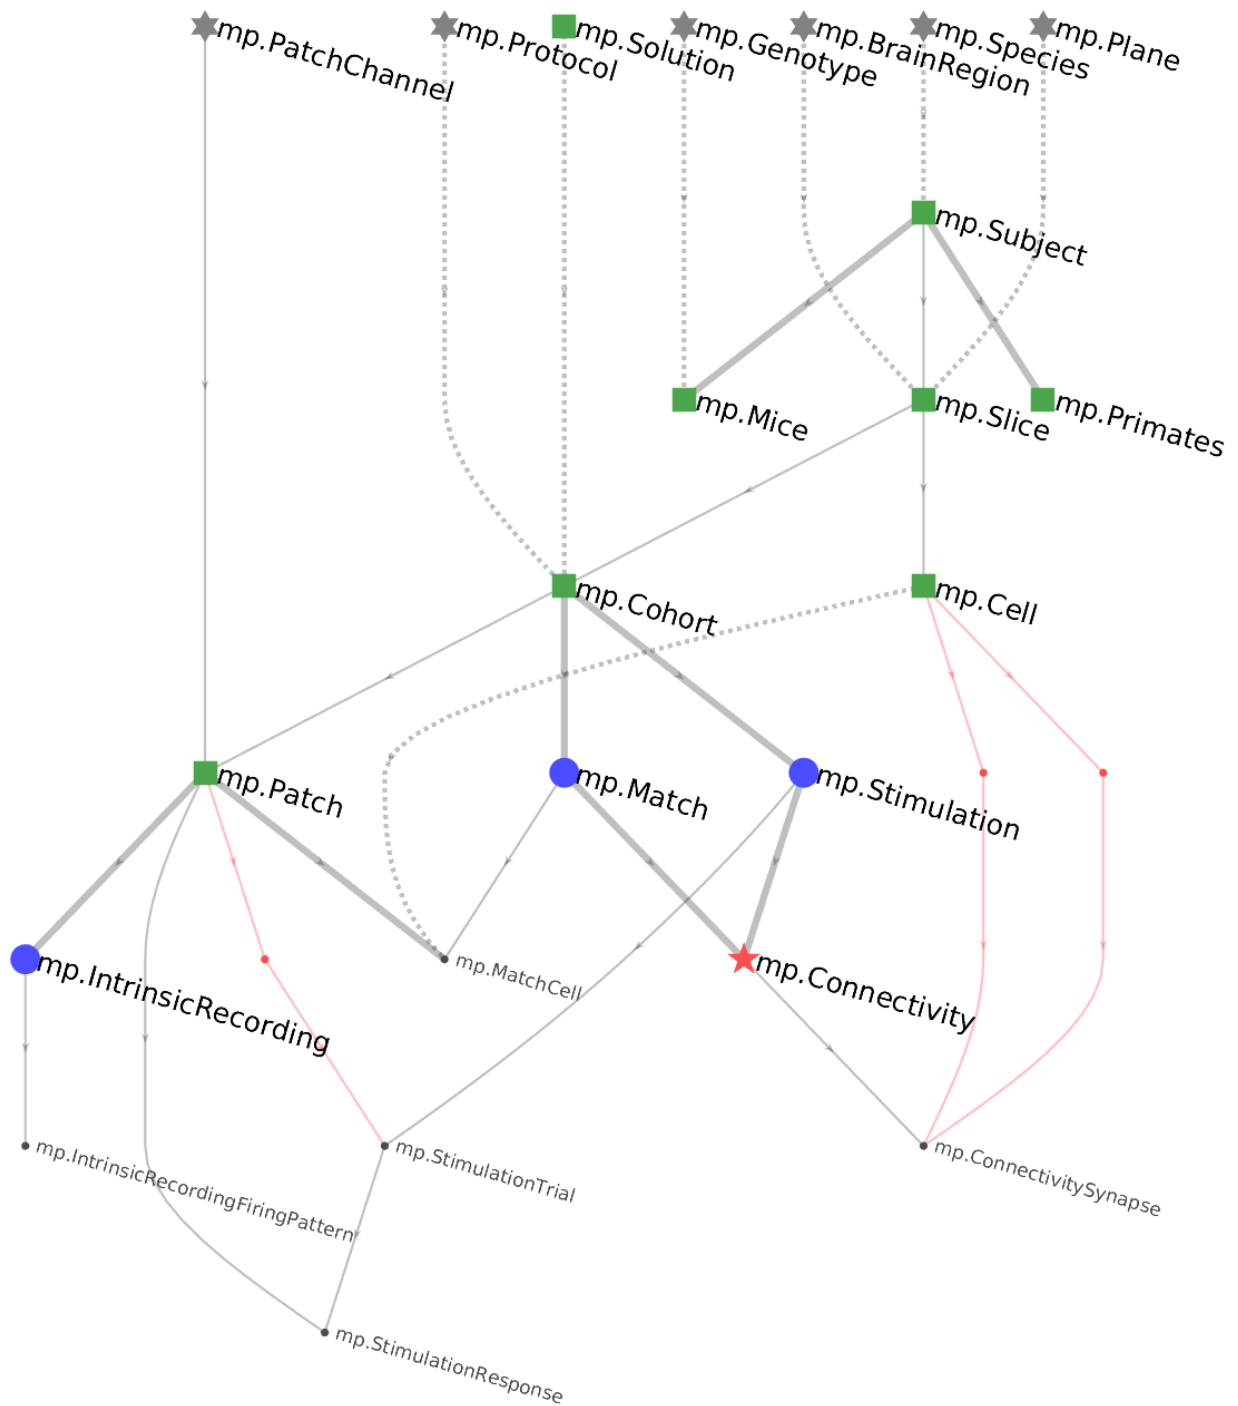 mp.PatchChannel
mp.Protocol
mp.Solution
mp.Genotype
mp.BrainRegion
mp.Species
mp.Plane
mp.Subject
mp.Mice
mp.Slice
mp.Primates
mp.Cohort
mp.Cell
mp.Patch
mp.Match
mp.Stimulation
mp.IntrinsicRecording
mp.MatchCell
mp.Connectivity
mp.IntrinsicRecordingFiringPattern
mp.StimulationTrial
mp.ConnectivitySynapse
mp.StimulationResponse